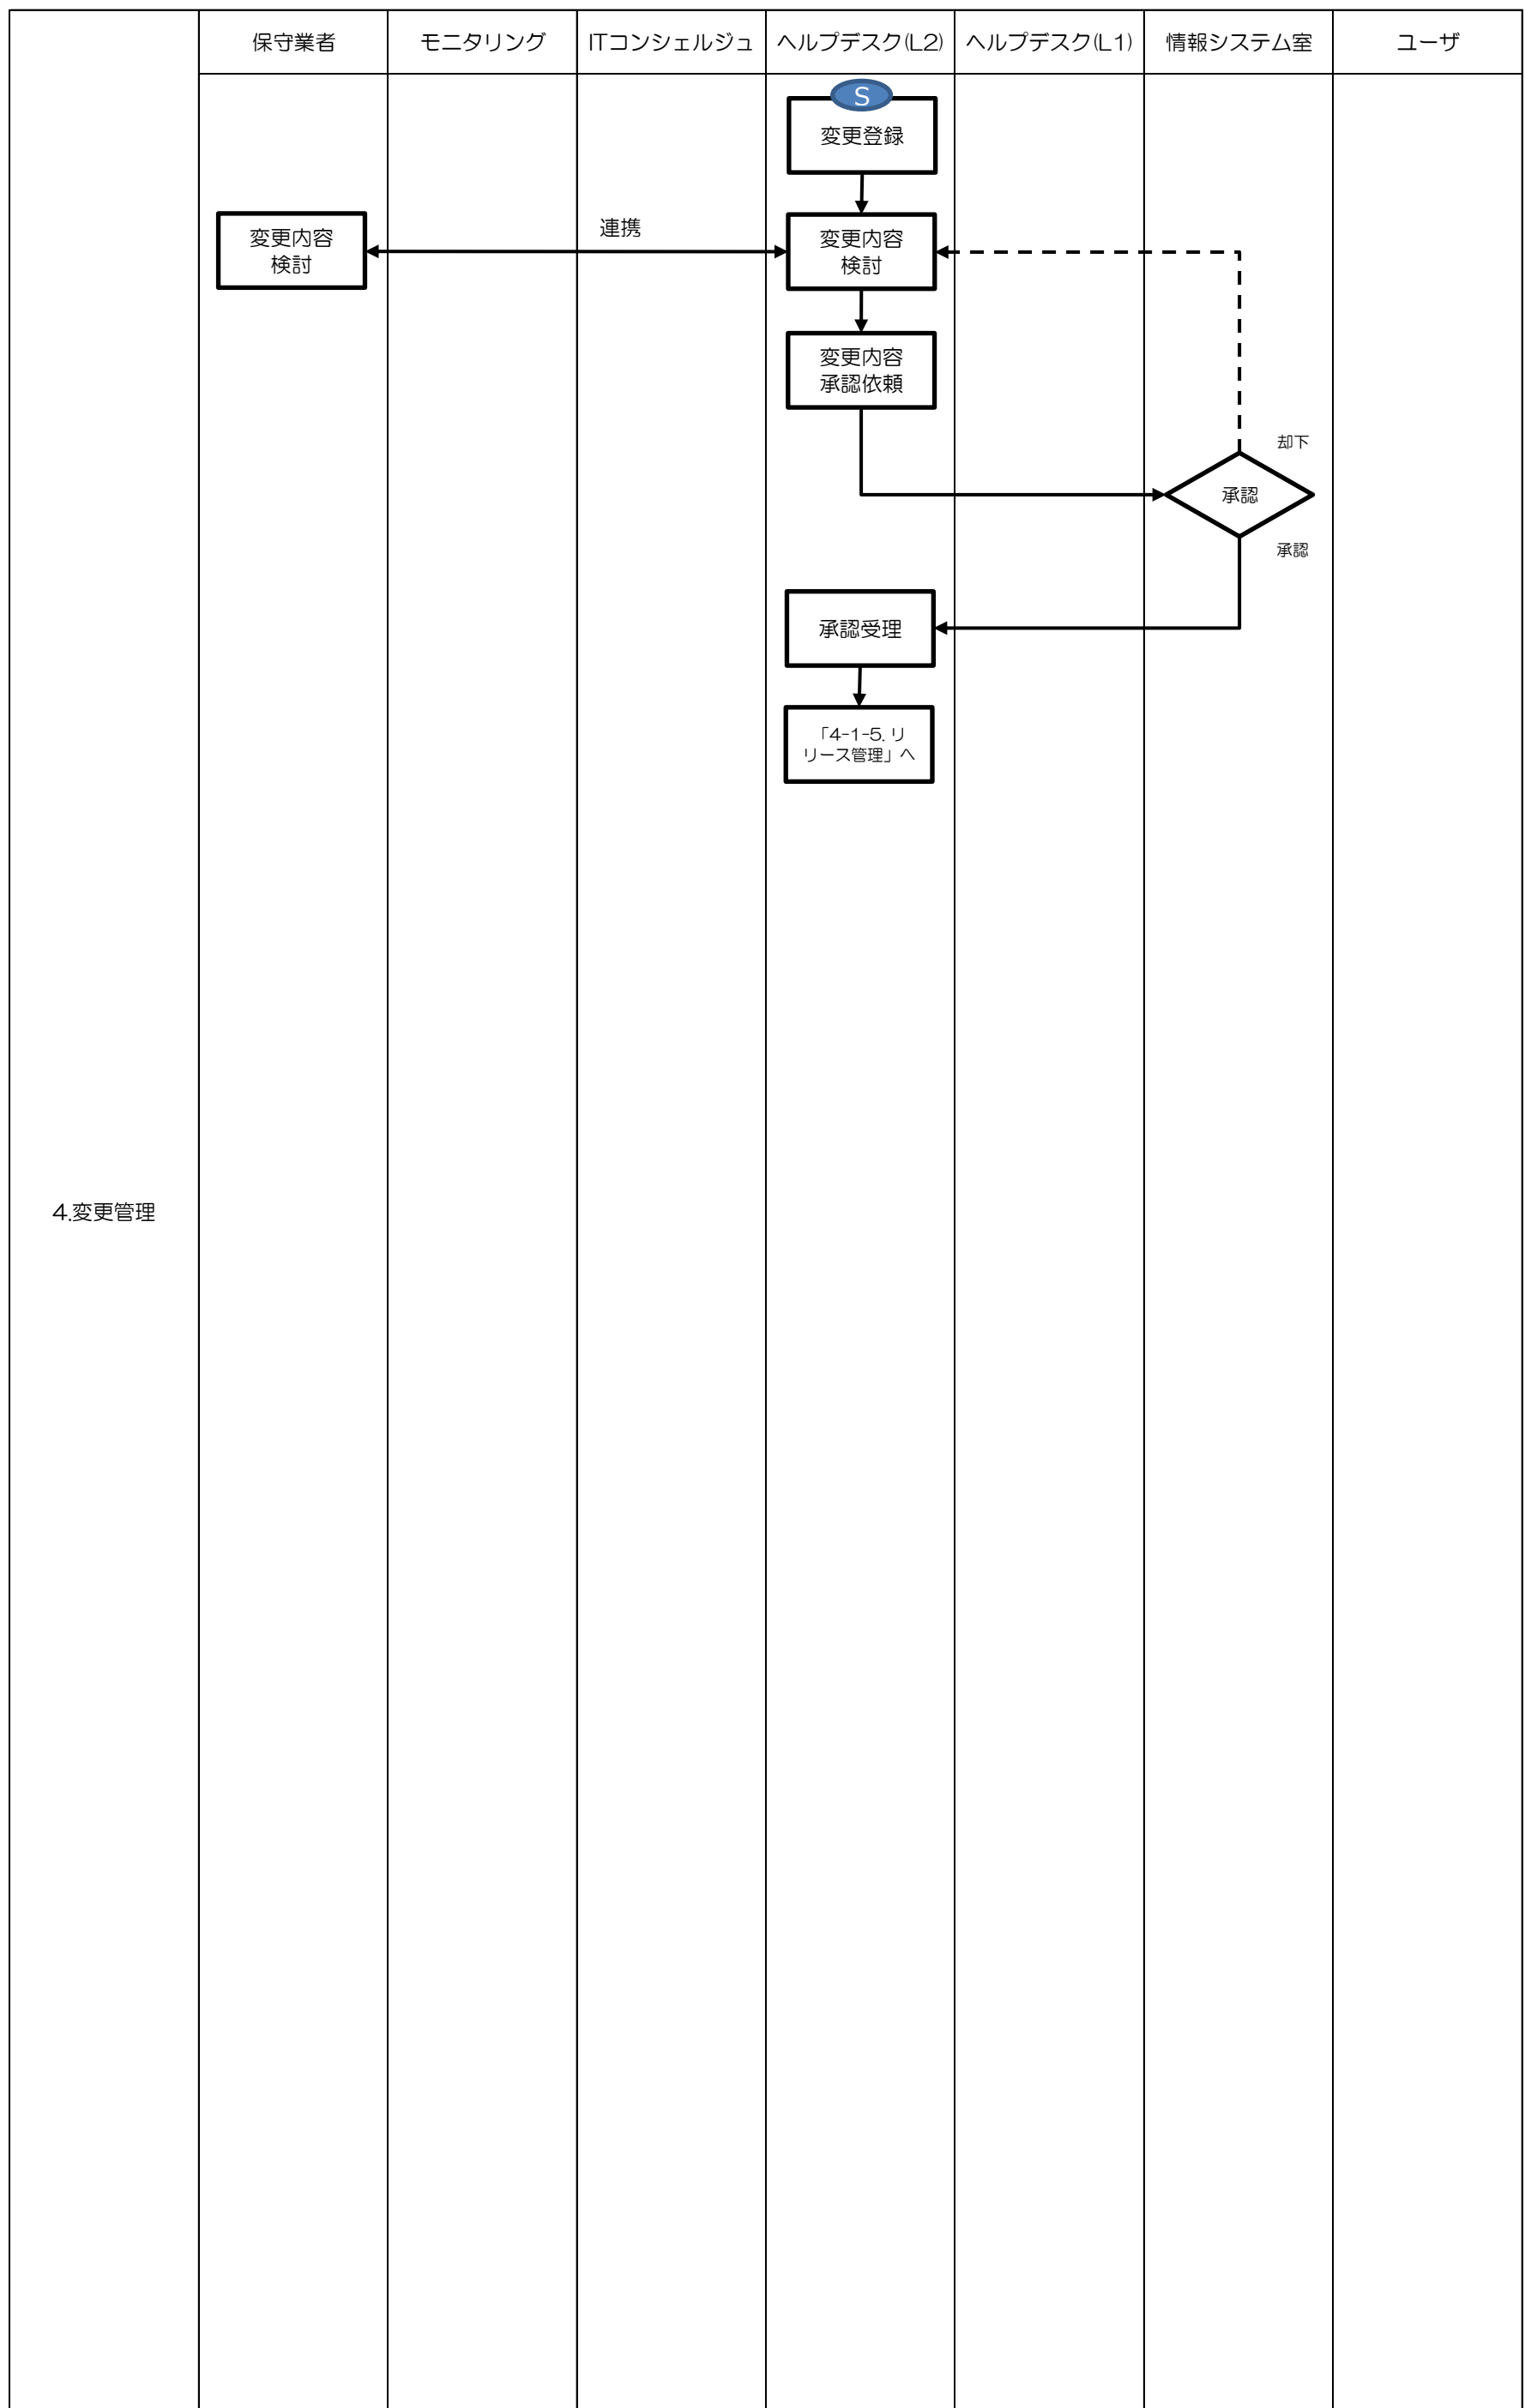 保守業者
モニタリング
ITコンシェルジュ
ヘルプデスク(L2)
ヘルプデスク(L1)
情報システム室
ユーザ
S
変更登録
変更内容
検討
連携
変更内容
検討
変更内容
承認依頼
却下
承認
承認
承認受理
「4-1-5. リ
リース管理」へ
4.変更管理